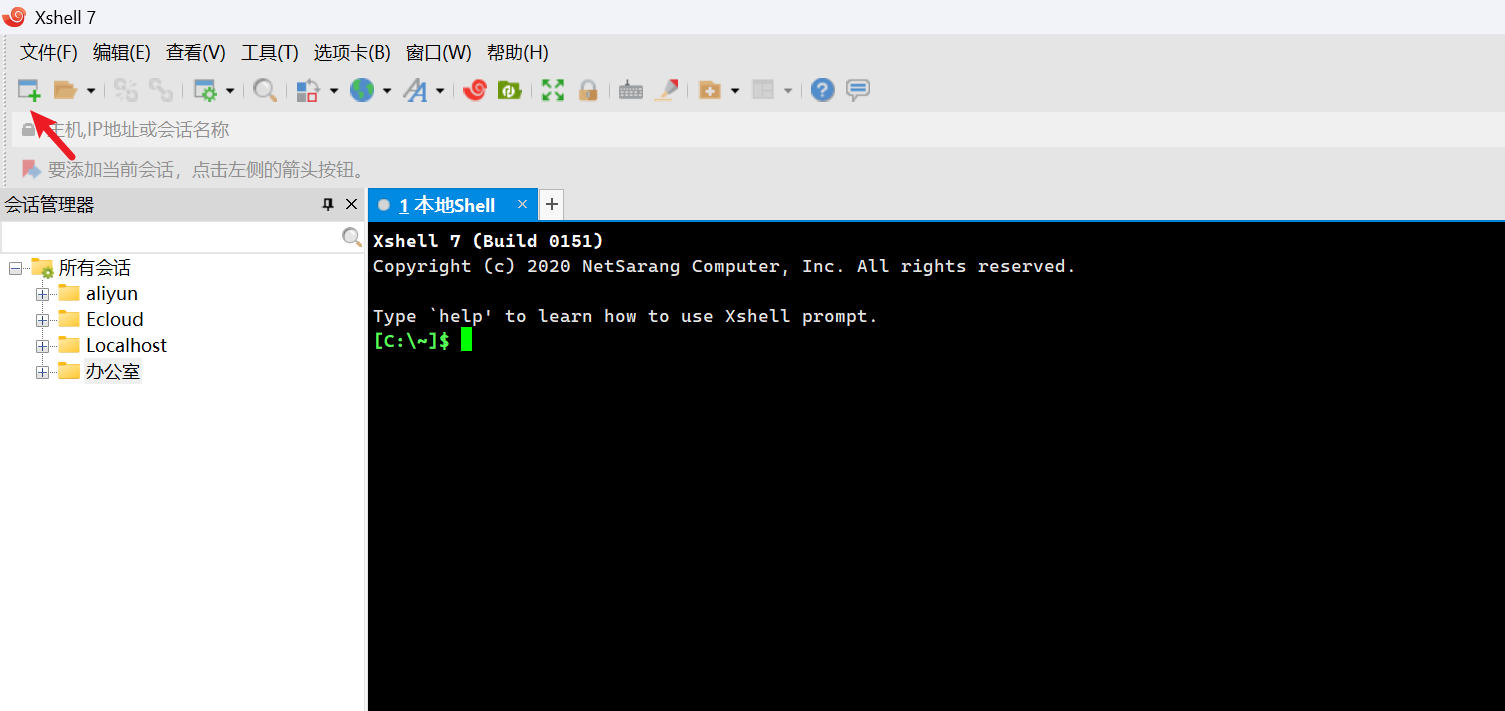 Xshell 7
文件(F) 编辑(E) 查看(V) 工具(T) 选项卡(B) 窗口(W) 帮助(H)
主机,IP地址或会话名称
要添加当前会话，点击左侧的箭头按钮。
会话管理器
1 本地Shell
所有会话
aliyun
Ecloud
Localhost
办公室
Xshell 7 (Build 0151)
Copyright (c) 2020 NetSarang Computer, Inc. All rights reserved.
Type `help' to learn how to use Xshell prompt.
[C:\~]$